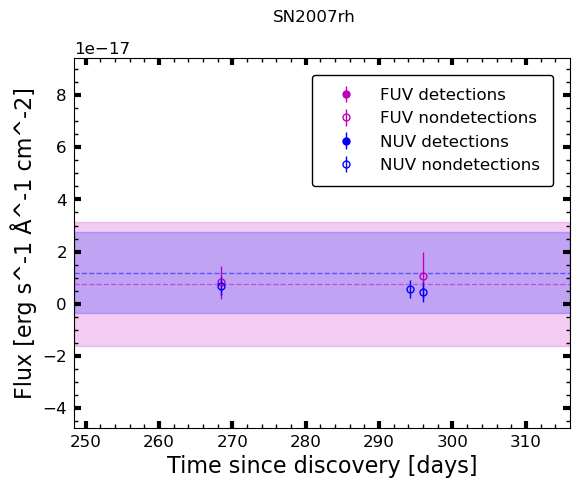 SN2007rh
1e−17
Flux [erg s^-1 Å^-1 cm^-2]
8
6
4
2
0
−2
−4
FUV detections
FUV nondetections
NUV detections
NUV nondetections
250 260 270 280 290 300 310
Time since discovery [days]